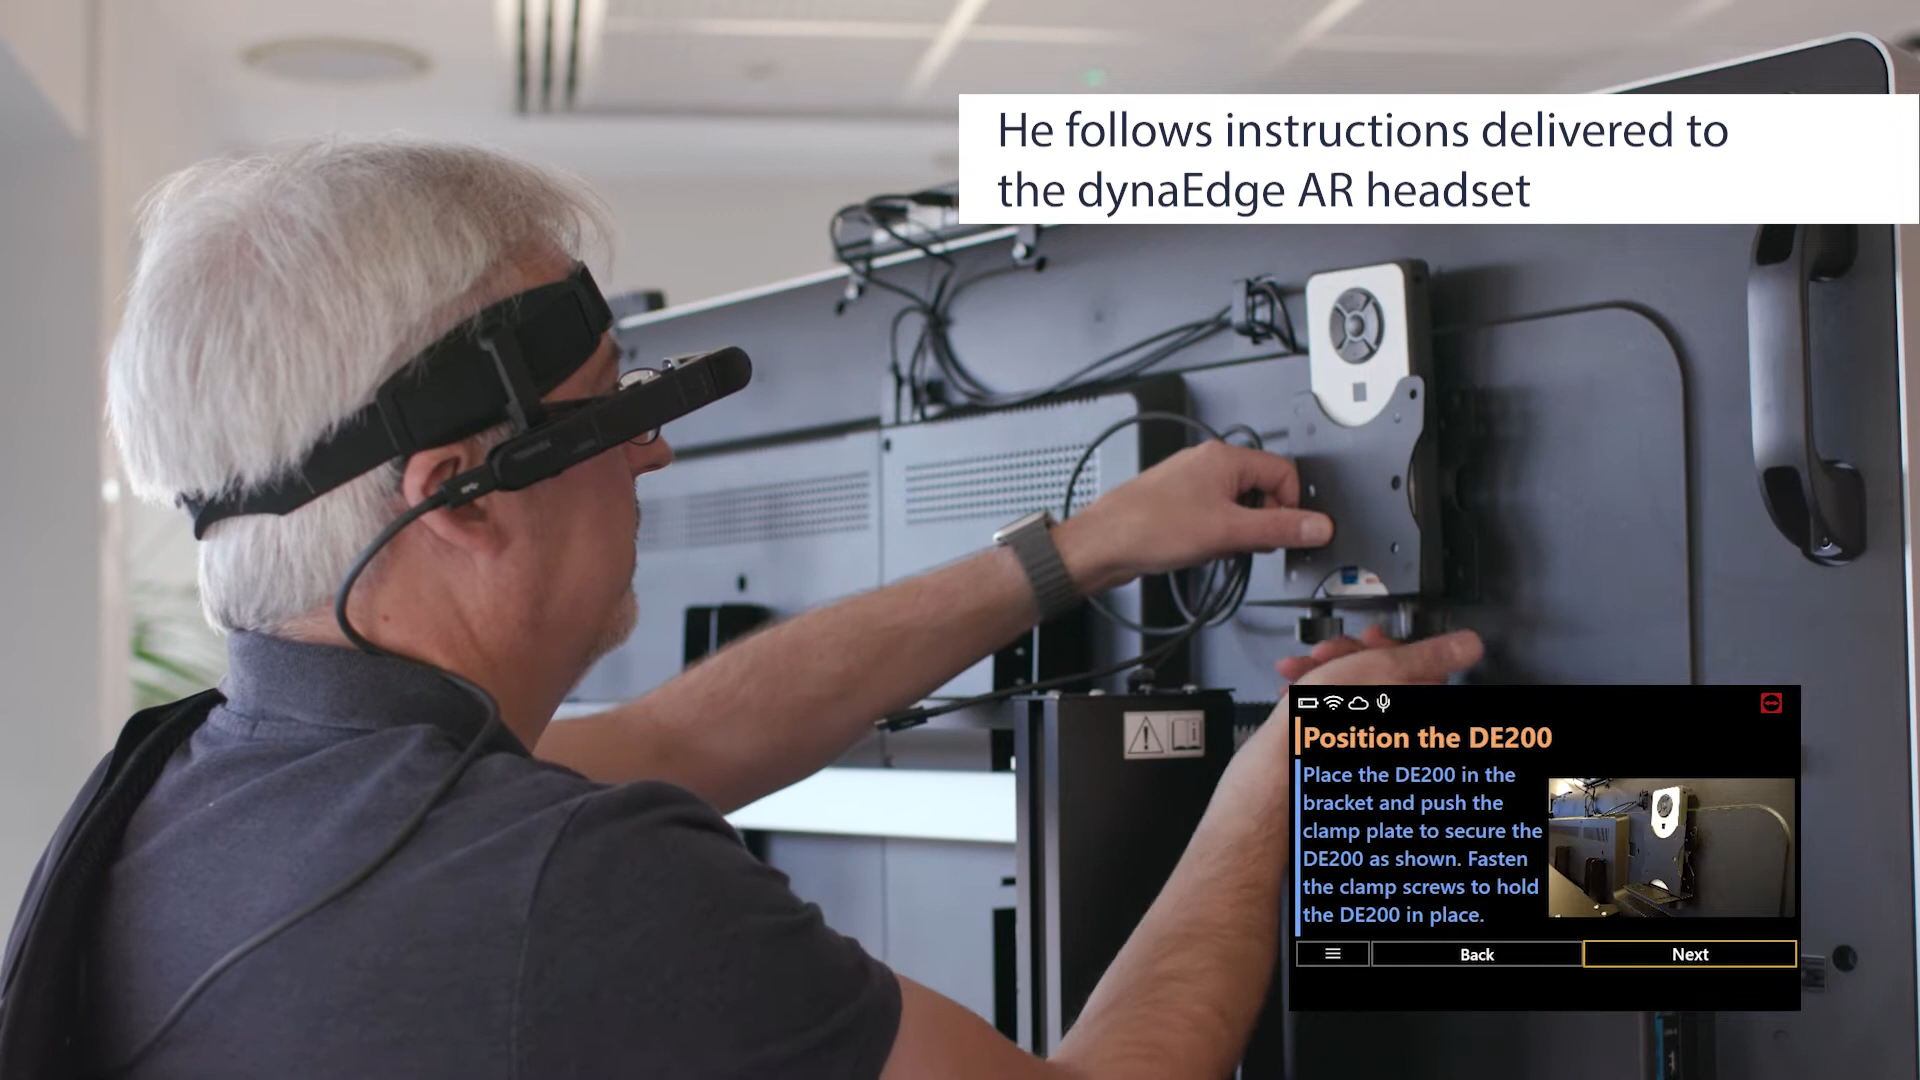 He follows instructions delivered to
the dynaEdge AR headset
Position the DE200
Place the DE200 in the
bracket and push the
clamp plate to secure the
DE200 as shown. Fasten
the clamp screws to hold
the DE200 in place.
Back
Next